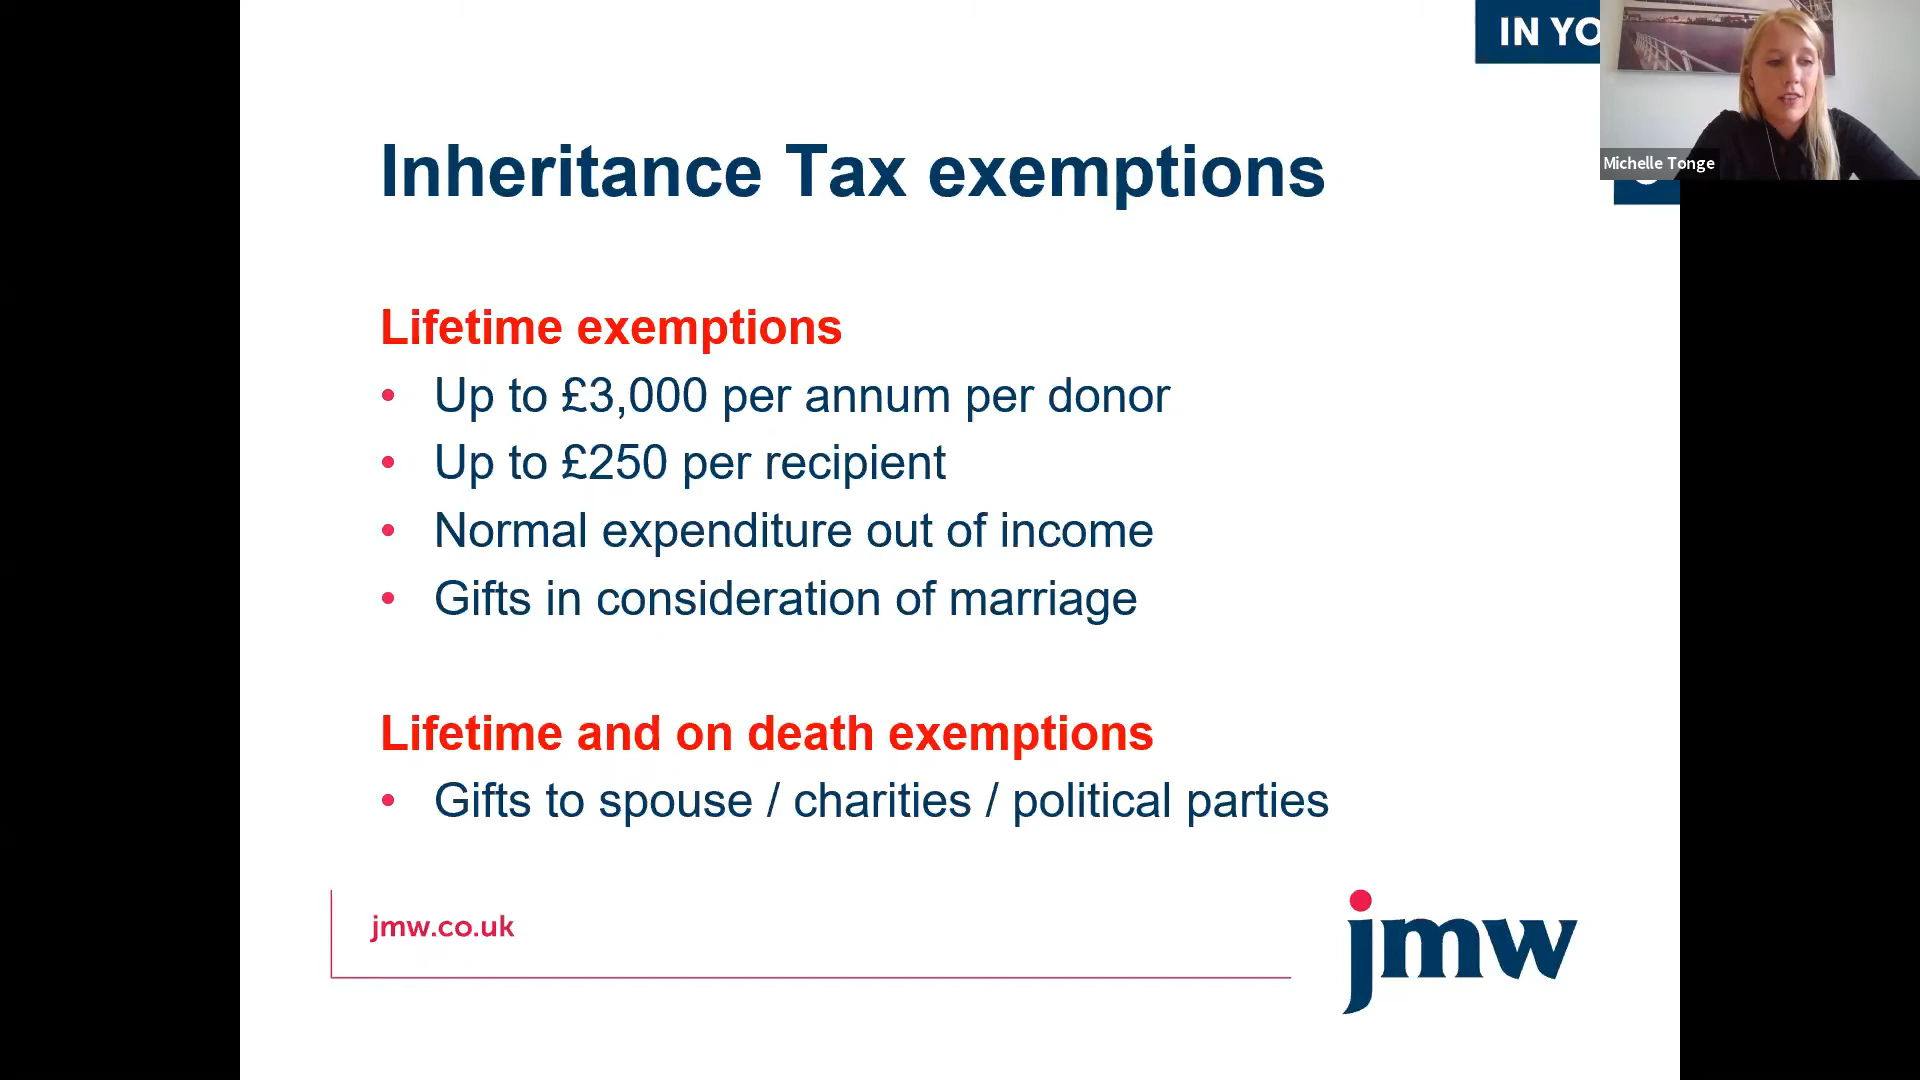 IN YO
Michelle Tonge
Inheritance Tax exemptions
Lifetime exemptions
• Up to £3,000 per annum per donor
• Up to £250 per recipient
• Normal expenditure out of income
• Gifts in consideration of marriage
Lifetime and on death exemptions
• Gifts to spouse / charities / political parties
jmw.co.uk
jmw